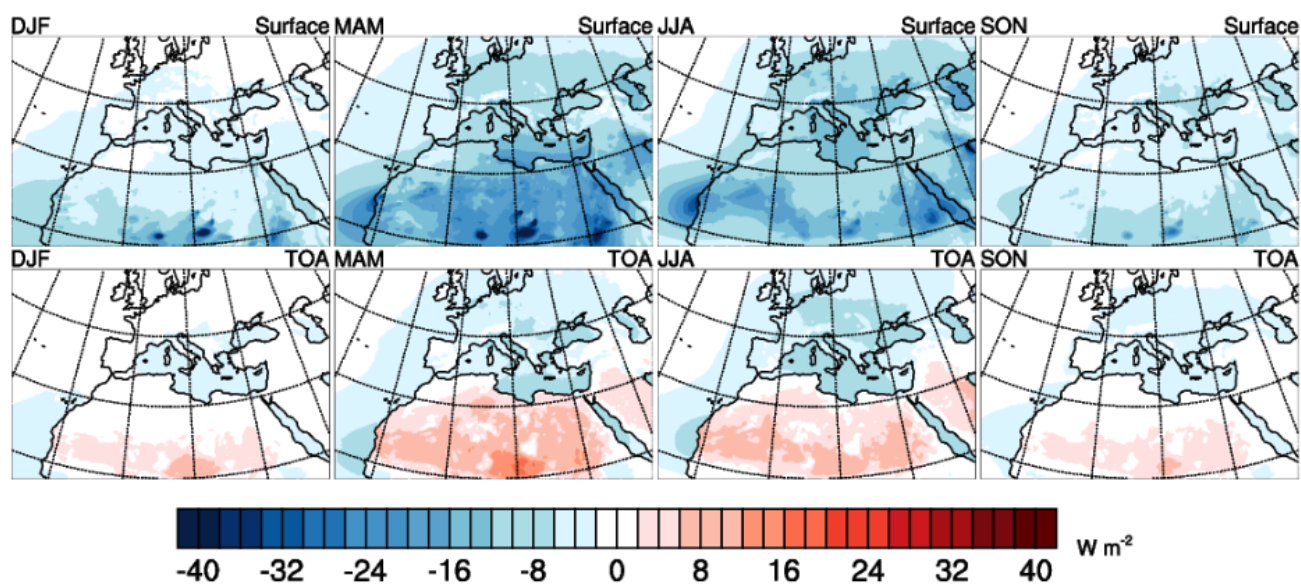 DJF Surface MAM Surface JJA Surface SON Surface
DJF TOA MAM TOA JJA TOA SON TOA
-40 -32 -24 -16 -8 0 8 16 24 32 40 W m-2